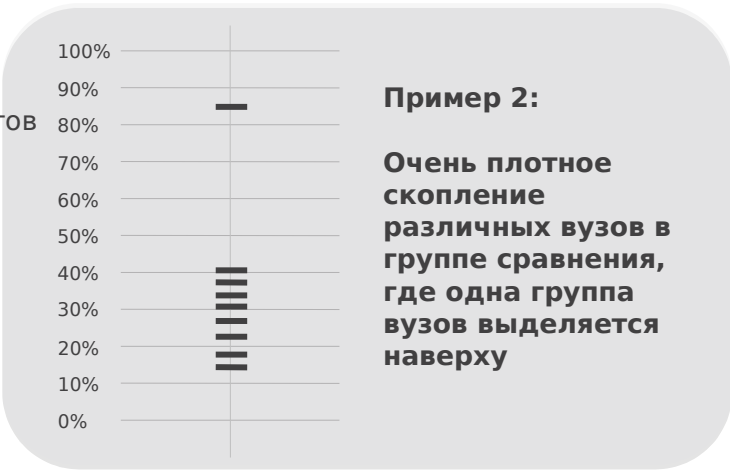 100%
90%
тов
80%
70%
60%
50%
40%
30%
20%
10%
0%
Пример 2:
Очень плотное
скопление
различных вузов в
группе сравнения,
где одна группа
вузов выделяется
наверху